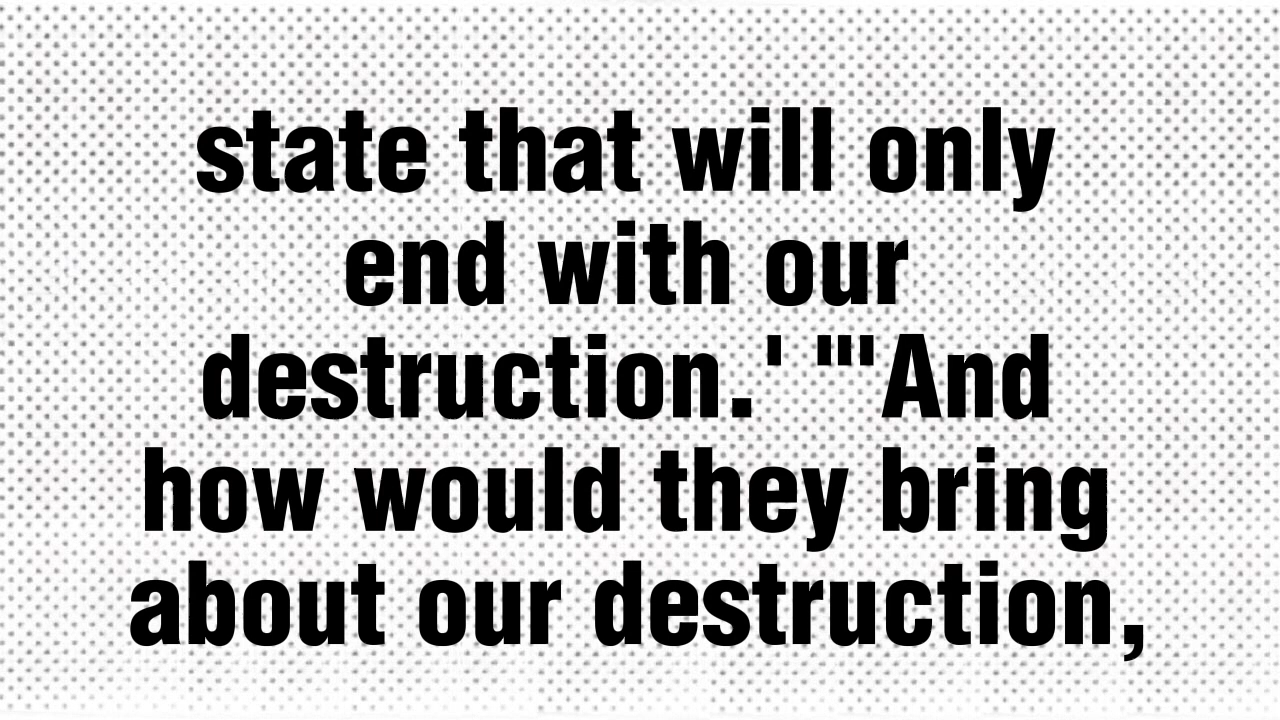 state that will only
end with our
destruction.' "'And
how would they bring
about our destruction,